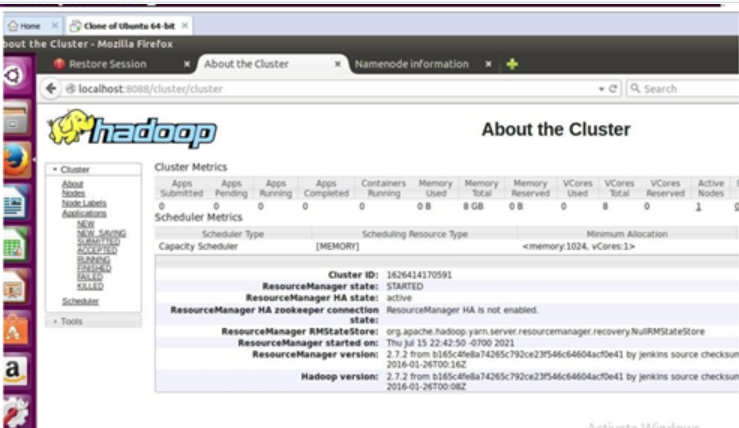 Home × Clone of Ubuntu 64-bit ×
bout the Cluster - Mozilla Firefox
Restore Session × About the Cluster × Namenode information ×
localhost:8088/cluster/cluster Search
hadoop
About the Cluster
Cluster
About
Nodes
Node Labels
Applications
NEW
NEW_SAVING
SUBMITTED
ACCEPTED
RUNNING
FINISHED
FAILED
KILLED
Scheduler
Tools
Cluster Metrics
Apps Submitted Apps Pending Apps Running Apps Completed Containers Running Memory Used Memory Total Memory Reserved VCores Used VCores Total VCores Reserved Active Nodes
0 0 0 0 0 0 B 8 GB 0 B 0 8 0 1 0
Scheduler Metrics
Scheduler Type Scheduling Resource Type Minimum Allocation
Capacity Scheduler [MEMORY] <memory:1024, vCores:1>
Cluster ID: 1626414170591
ResourceManager state: STARTED
ResourceManager HA state: active
ResourceManager HA zookeeper connection state: ResourceManager HA is not enabled.
ResourceManager RMStateStore: org.apache.hadoop.yarn.server.resourcemanager.recovery.NullRMStateStore
ResourceManager started on: Thu Jul 15 22:42:50 -0700 2021
ResourceManager version: 2.7.2 from b165c4fe8a74265c792ce23f546c64604acf0e41 by jenkins source checksum
2016-01-26T00:16Z
Hadoop version: 2.7.2 from b165c4fe8a74265c792ce23f546c64604acf0e41 by jenkins source checksum
2016-01-26T00:08Z
Activate Windows